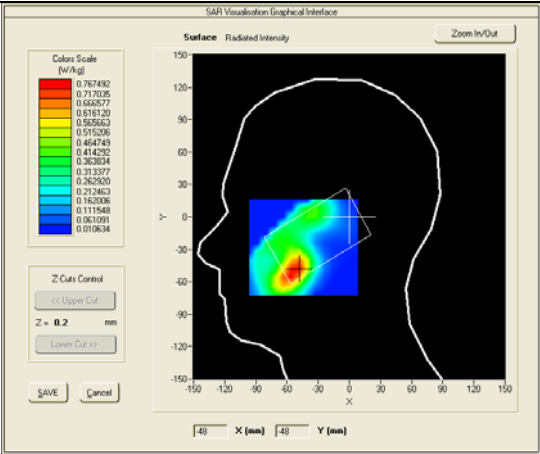 SAR Visualisation Graphical Interface
Surface Radiated Intensity
Zoom In/Out
Colors Scale
(W/kg)
0.767492
0.717035
0.666577
0.616120
0.565663
0.515206
0.464749
0.414292
0.363834
0.313377
0.262920
0.212463
0.162006
0.111548
0.061091
0.010634
Z-Cuts Control
<< Upper Cut
Z = 0.2 mm
Lower Cut >>
SAVE Cancel
150
120
90
60
30
0
-30
-60
-90
-120
-150
Y
-150 -120 -90 -60 -30 0 30 60 90 120 150
X
-48 X (mm) -48 Y (mm)